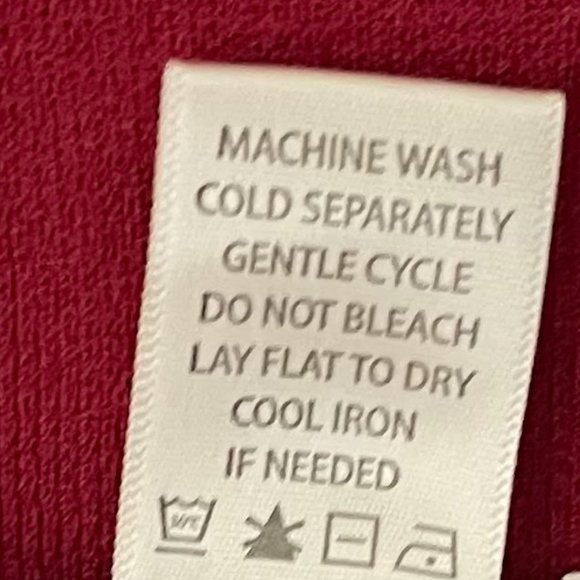 MACHINE WASH
COLD SEPARATELY
GENTLE CYCLE
DO NOT BLEACH
LAY FLAT TO DRY
COOL IRON
IF NEEDED